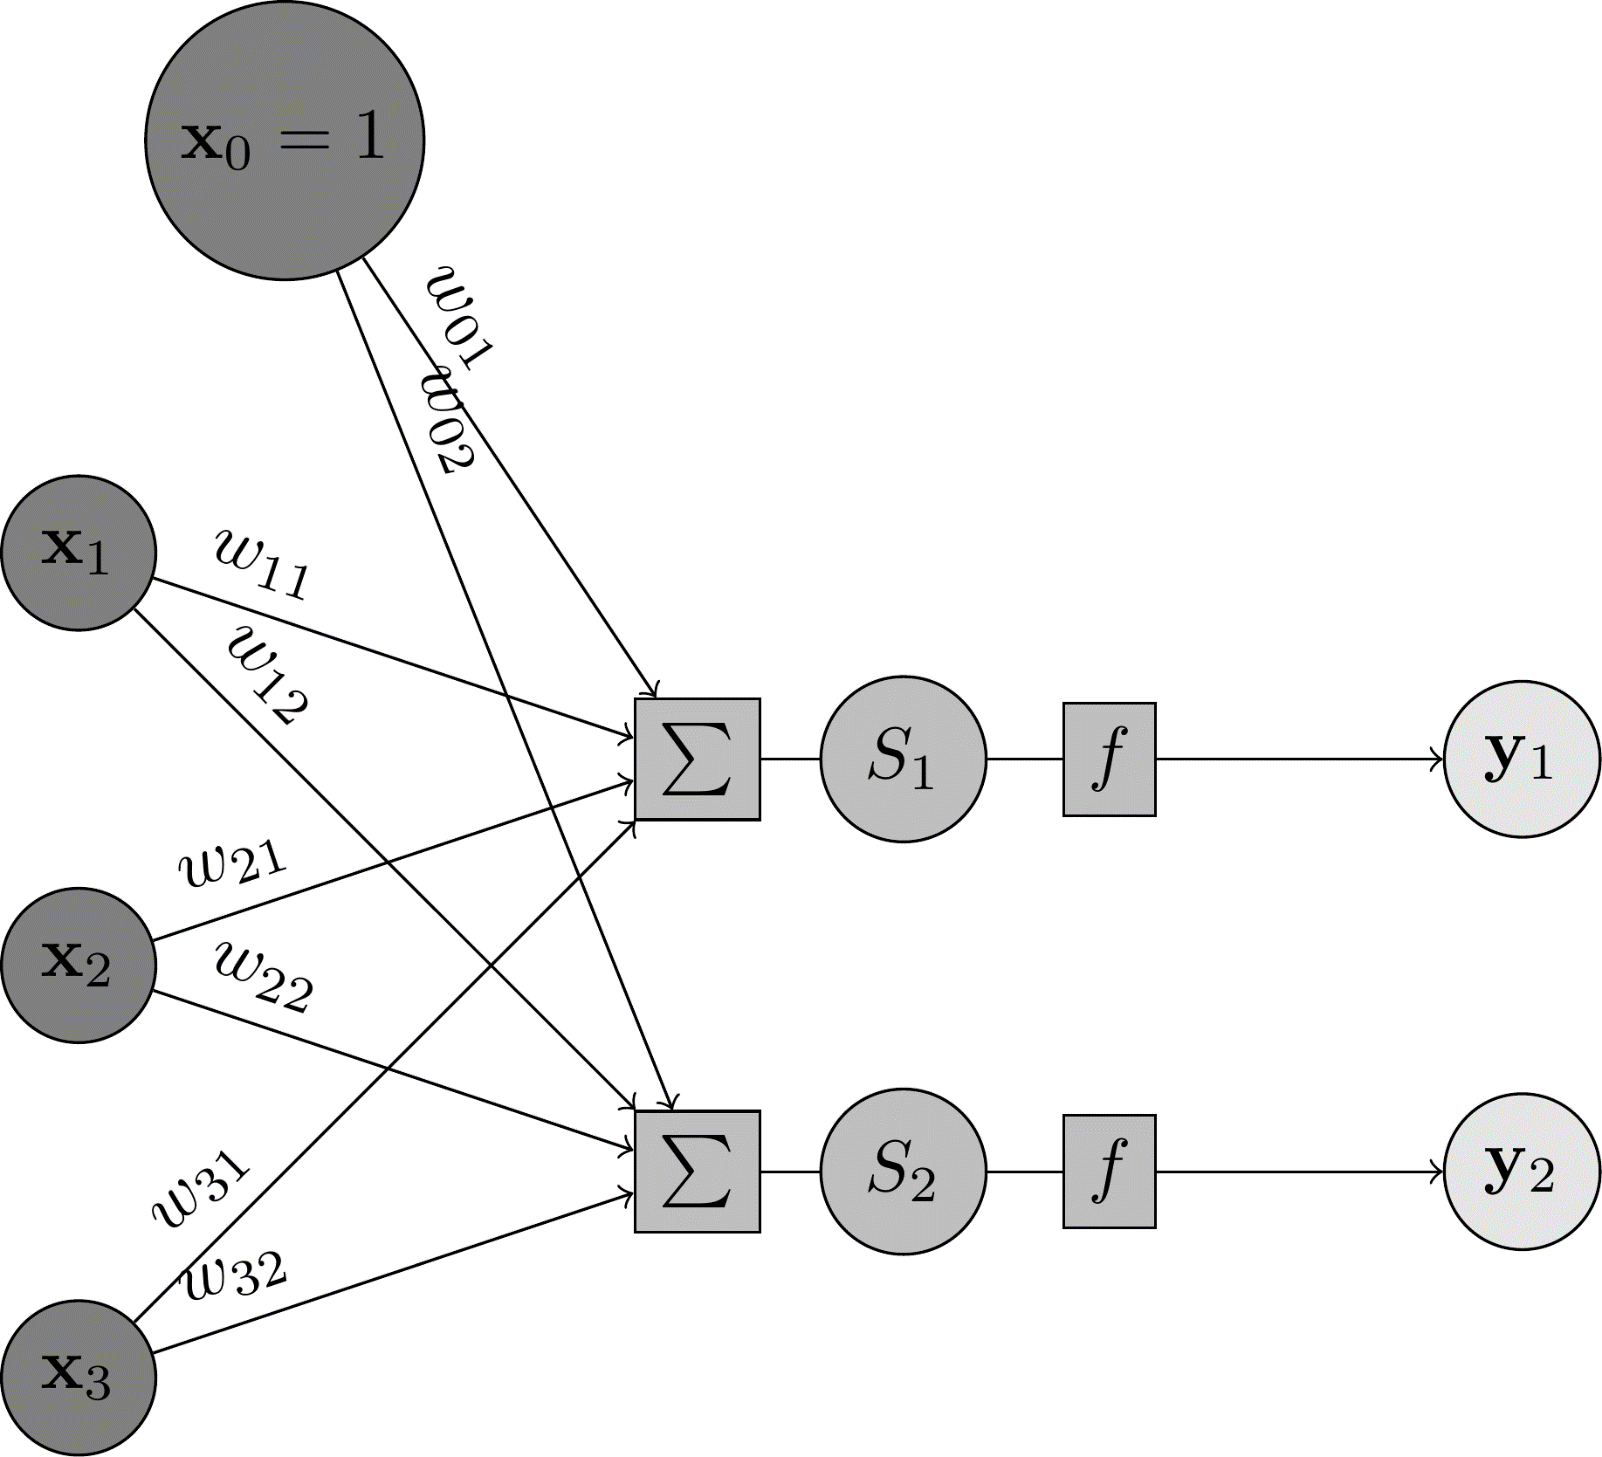 x₀ = 1
w₀₁
w₀₂
x₁
w₁₁
w₁₂
∑ S₁ f y₁
w₂₁
x₂
w₂₂
w₃₁
∑ S₂ f y₂
w₃₂
x₃